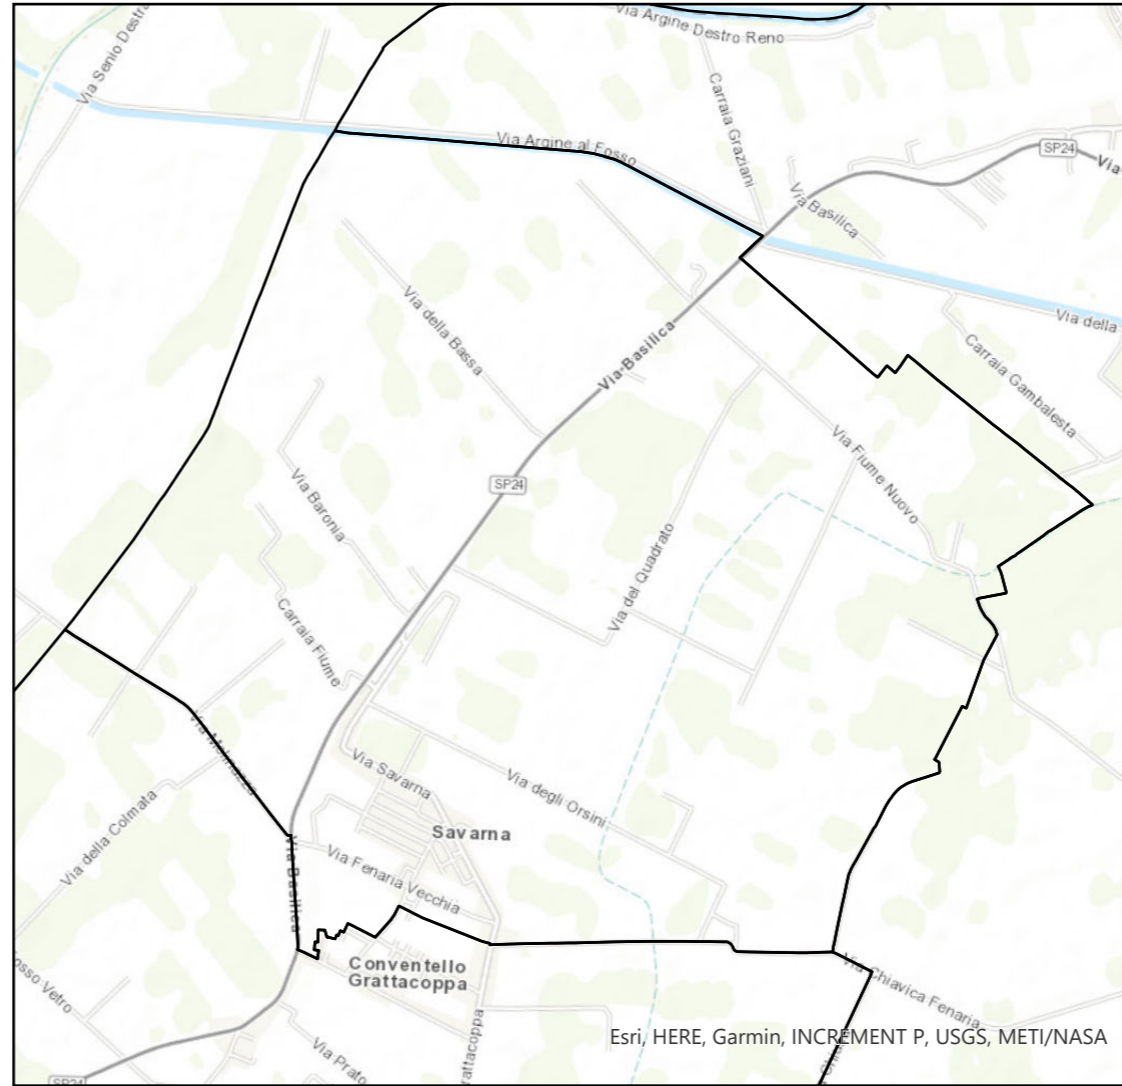 Via Argine Destro Reno
Via Senio Destra
Carraia Graziani
Via Argine al Fosso
SP24
Via
Via Basilica
Via della
Via della Bassa
Via-Basilica
Carraia Gambalesta
Via Fiume Nuovo
SP24
Via Baronia
Via del Quadrato
Carraia Fiume
Via Savarna
Via degli Orsini
Via della Colmata
Savarna
Via Basilica
Via Fenaria Vecchia
Conventello
Grattacoppa
Via Chiavica Fenaria
osso Vetro
rattacoppa
Via Prato
SP24
Esri, HERE, Garmin, INCREMENT P, USGS, METI/NASA